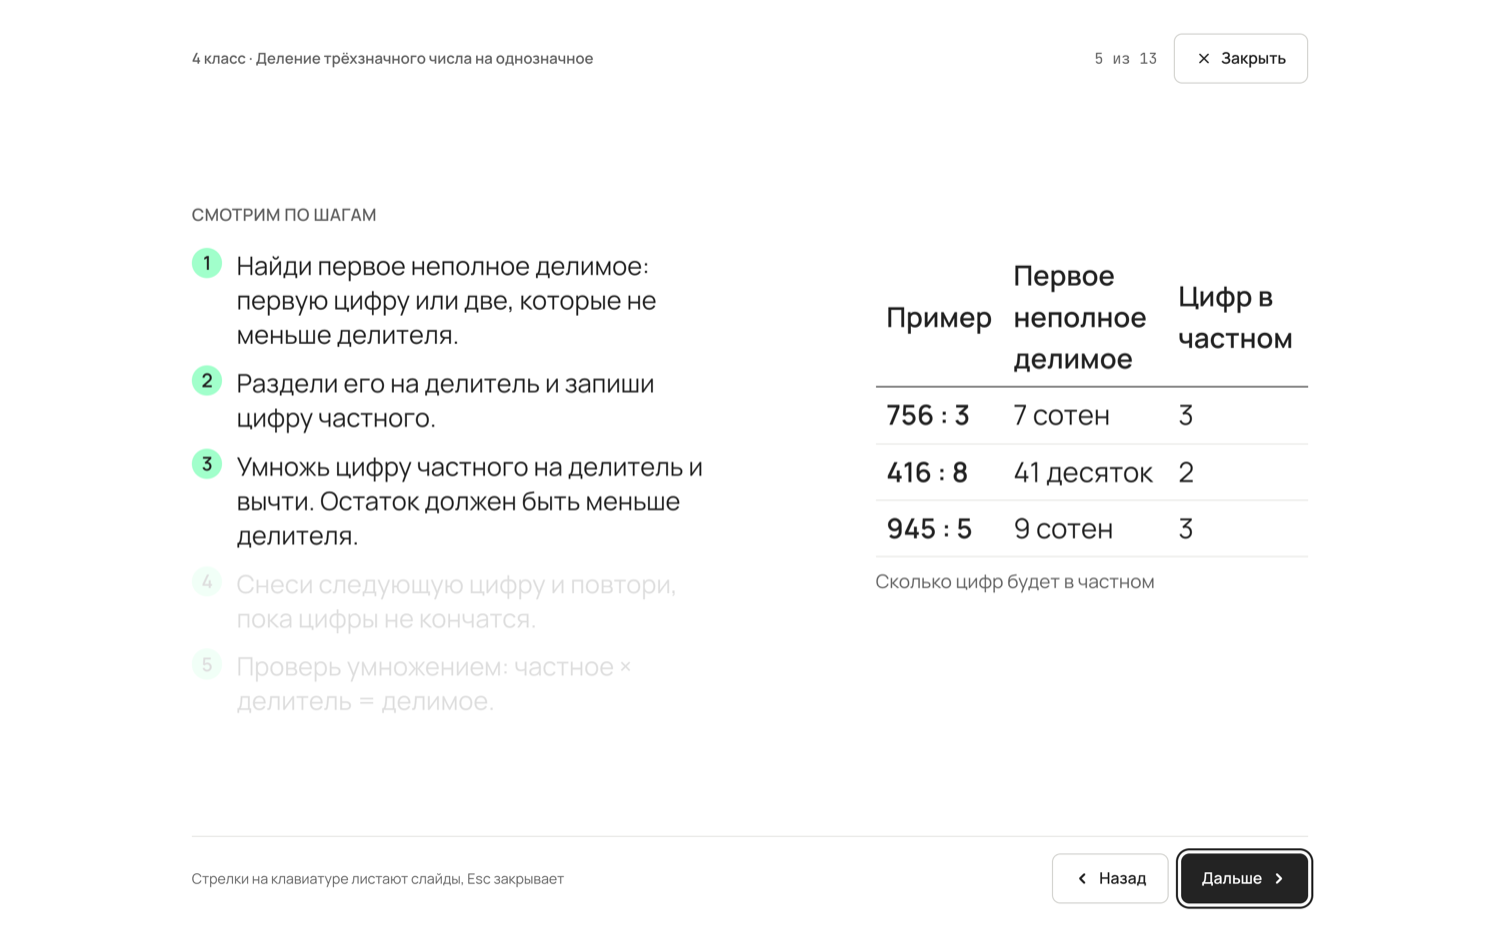 4 класс · Деление трёхзначного числа на однозначное
5 из 13
Закрыть
СМОТРИМ ПО ШАГАМ
1 Найди первое неполное делимое:
первую цифру или две, которые не
меньше делителя.
2 Раздели его на делитель и запиши
цифру частного.
3 Умножь цифру частного на делитель и
вычти. Остаток должен быть меньше
делителя.
4 Снеси следующую цифру и повтори,
пока цифры не кончатся.
5 Проверь умножением: частное ×
делитель = делимое.
Пример
Первое
неполное
делимое
Цифр в
частном
756 : 3 7 сотен 3
416 : 8 41 десяток 2
945 : 5 9 сотен 3
Сколько цифр будет в частном
Стрелки на клавиатуре листают слайды, Esc закрывает
Назад
Дальше